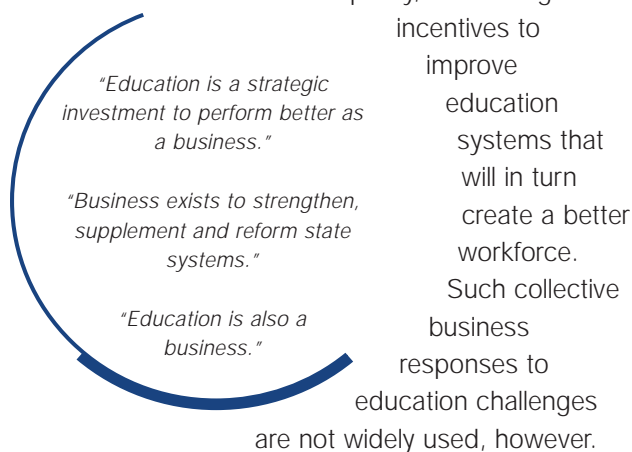 incentives to
improve
education
systems that
will in turn
create a better
workforce.
Such collective
business
responses to
education challenges
are not widely used, however.
“Education is a strategic
investment to perform better as
a business.”
“Business exists to strengthen,
supplement and reform state
systems.”
“Education is also a
business.”